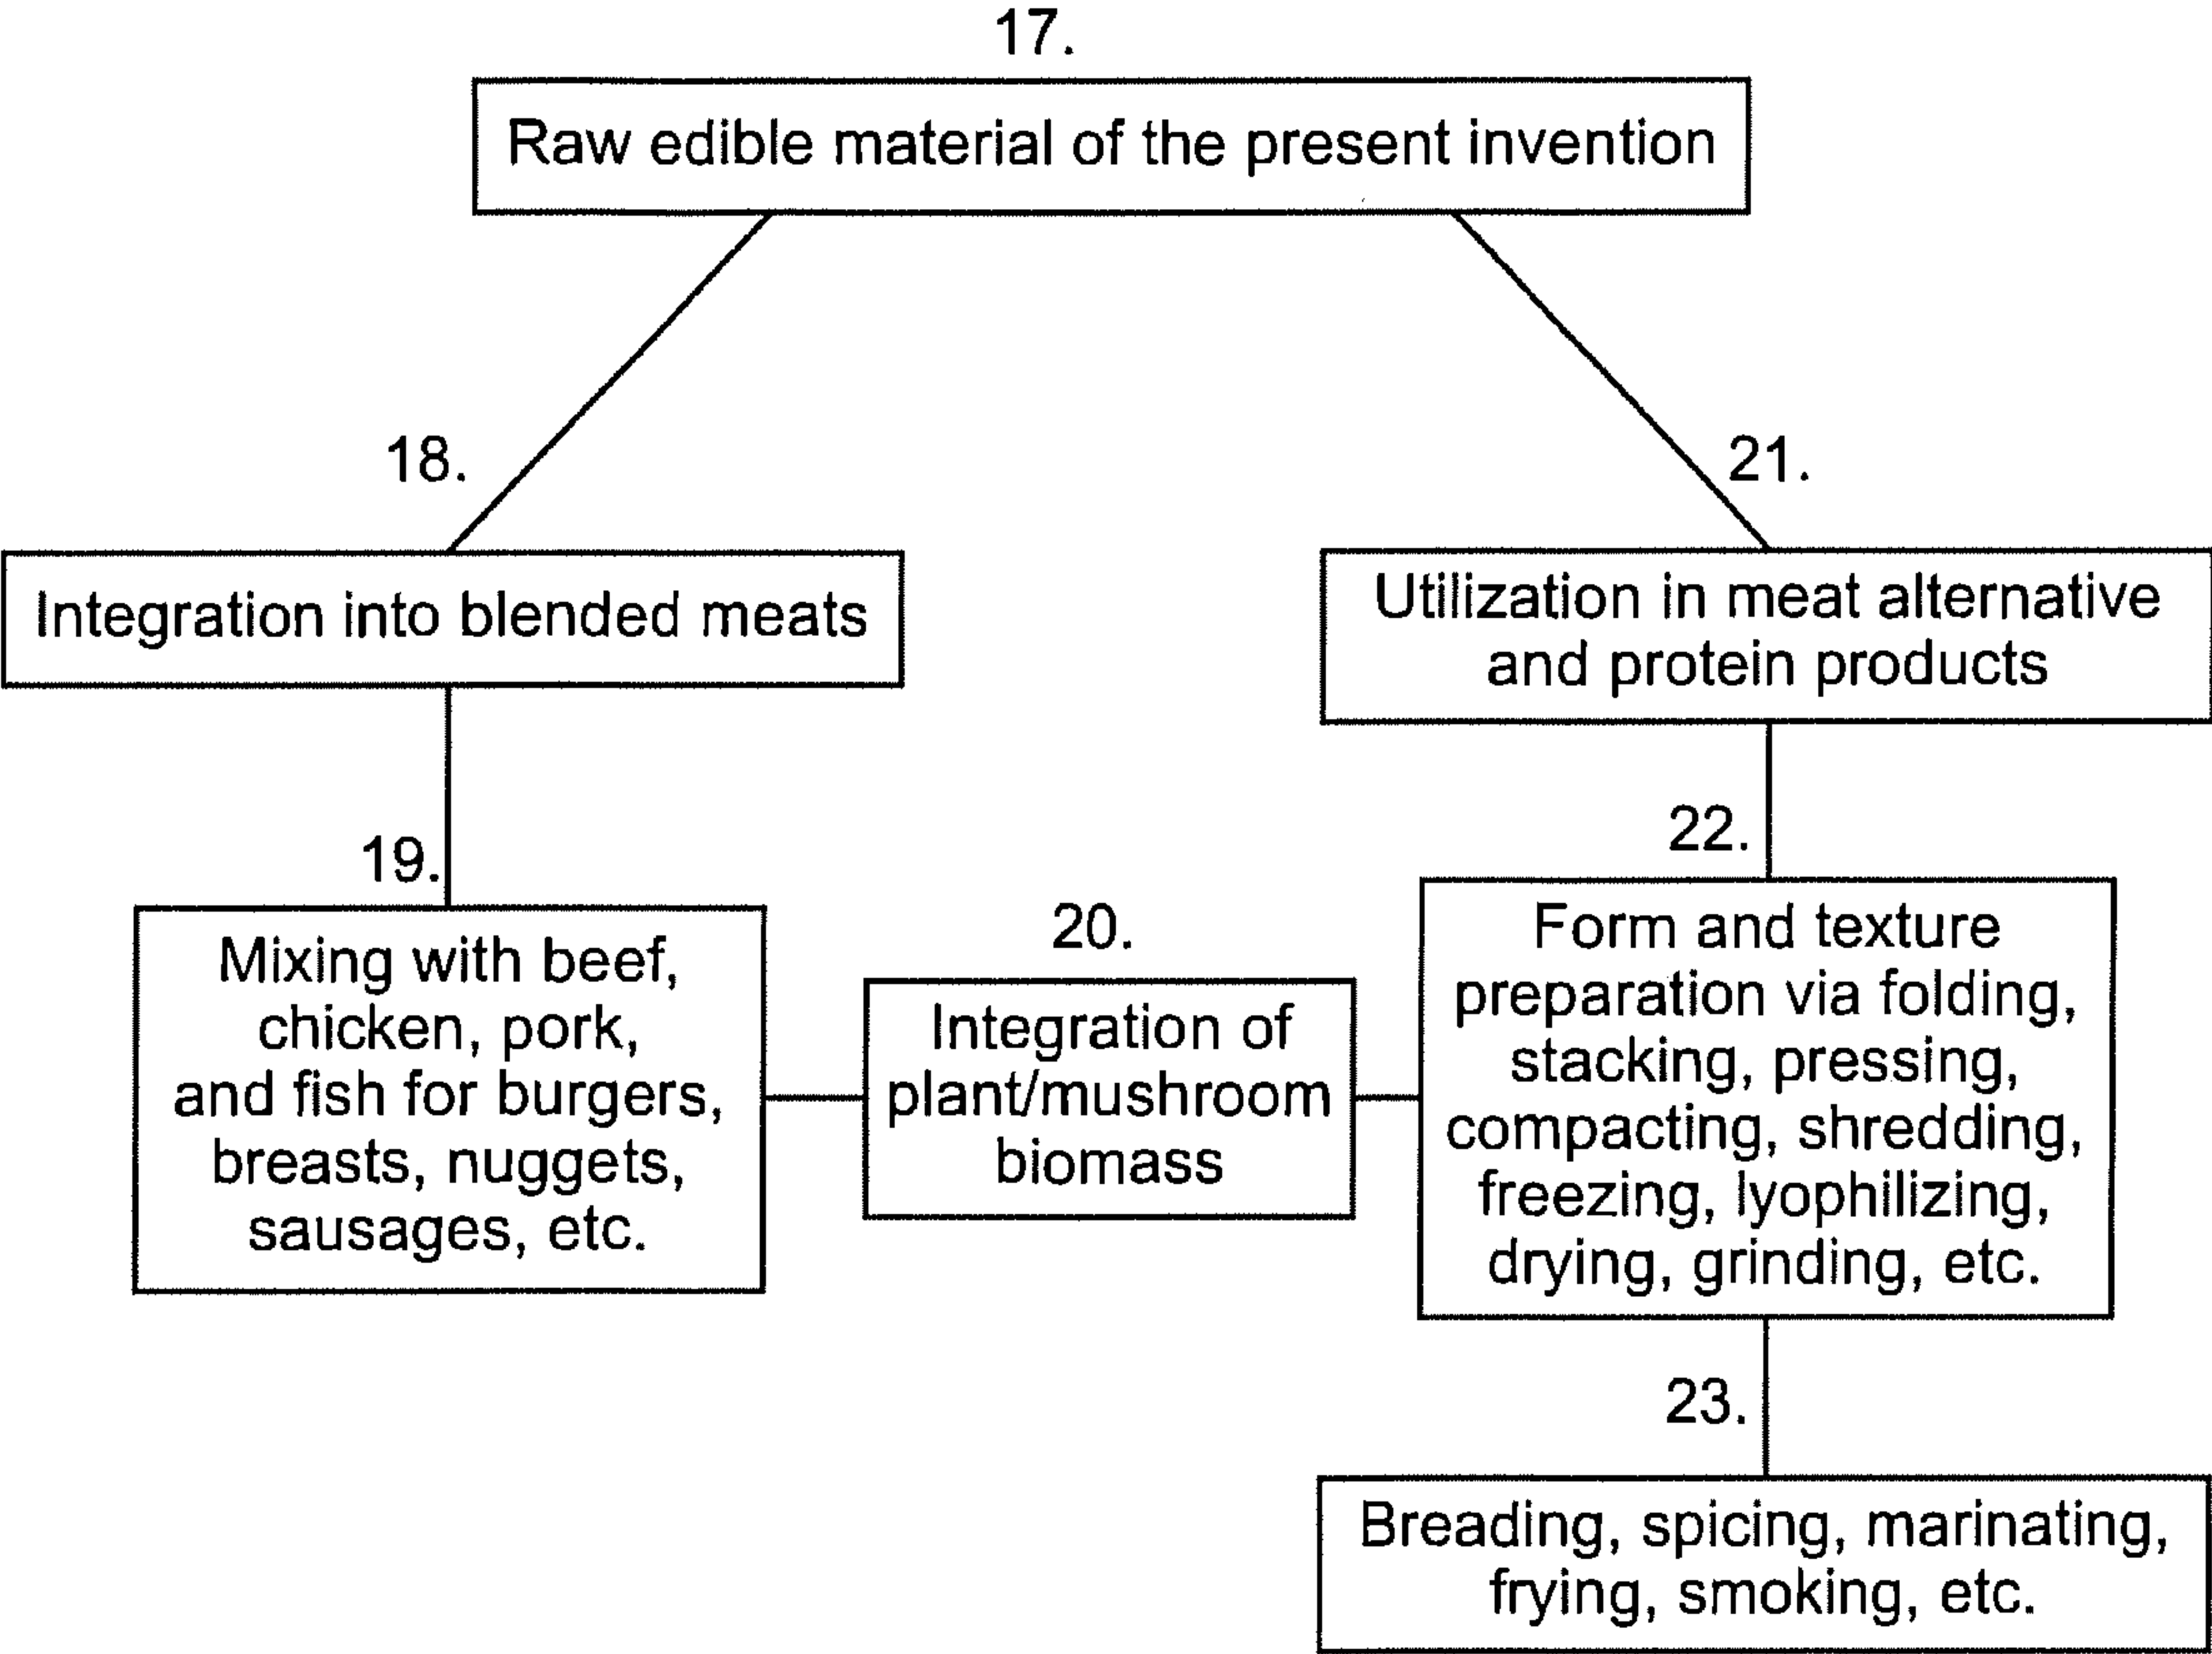 17.
Raw edible material of the present invention
18.
Integration into blended meats
19.
Mixing with beef,
chicken, pork,
and fish for burgers,
breasts, nuggets,
sausages, etc.
20.
Integration of
plant/mushroom
biomass
21.
Utilization in meat alternative
and protein products
22.
Form and texture
preparation via folding,
stacking, pressing,
compacting, shredding,
freezing, lyophilizing,
drying, grinding, etc.
23.
Breading, spicing, marinating,
frying, smoking, etc.